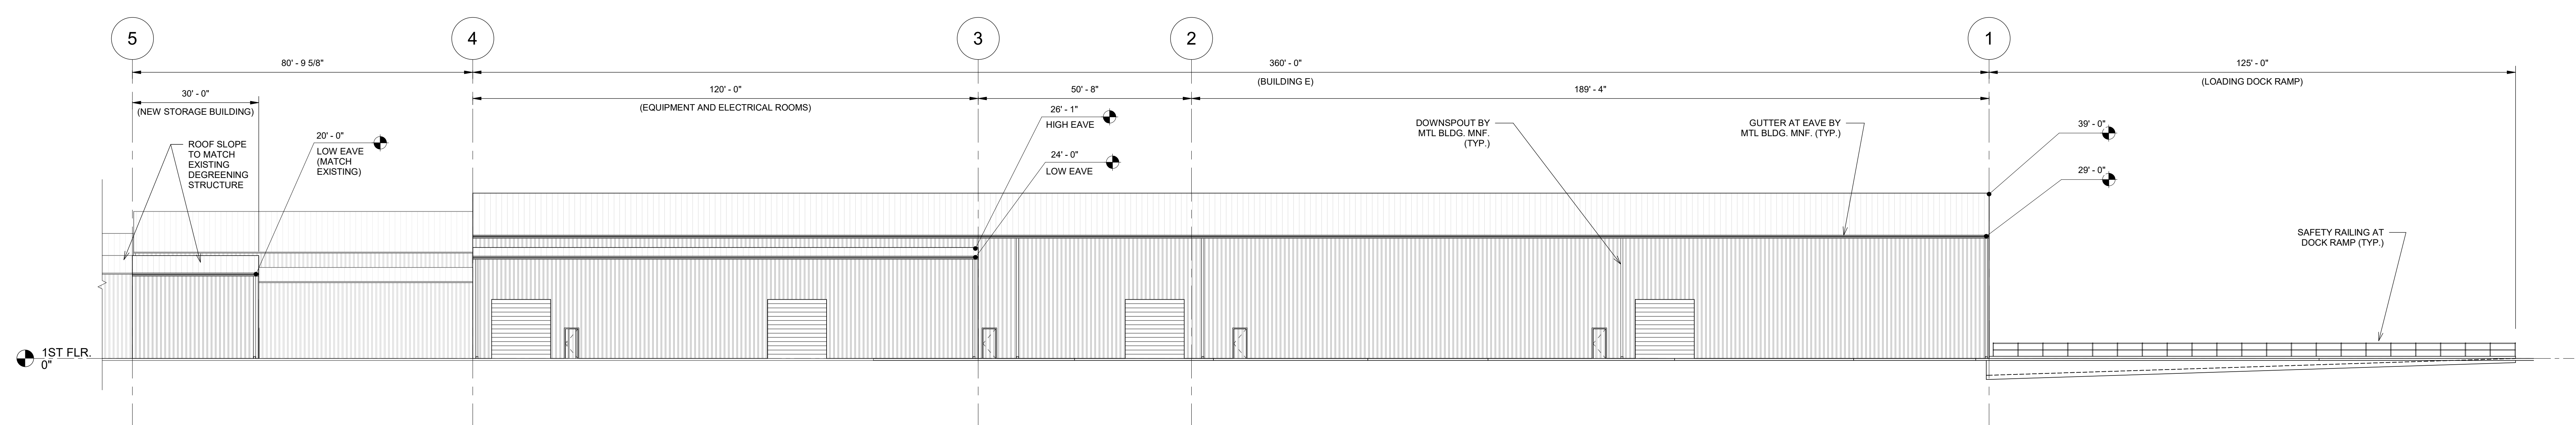 5
4
3
2
1
80' - 9 5/8"
360' - 0"
(BUILDING E)
125' - 0"
(LOADING DOCK RAMP)
30' - 0"
(NEW STORAGE BUILDING)
120' - 0"
(EQUIPMENT AND ELECTRICAL ROOMS)
50' - 8"
189' - 4"
26' - 1"
HIGH EAVE
24' - 0"
LOW EAVE
ROOF SLOPE
TO MATCH
EXISTING
DEGREENING
STRUCTURE
20' - 0"
LOW EAVE
(MATCH
EXISTING)
DOWNSPOUT BY
MTL BLDG. MNF.
(TYP.)
GUTTER AT EAVE BY
MTL BLDG. MNF. (TYP.)
39' - 0"
29' - 0"
SAFETY RAILING AT
DOCK RAMP (TYP.)
1ST FLR.
0"